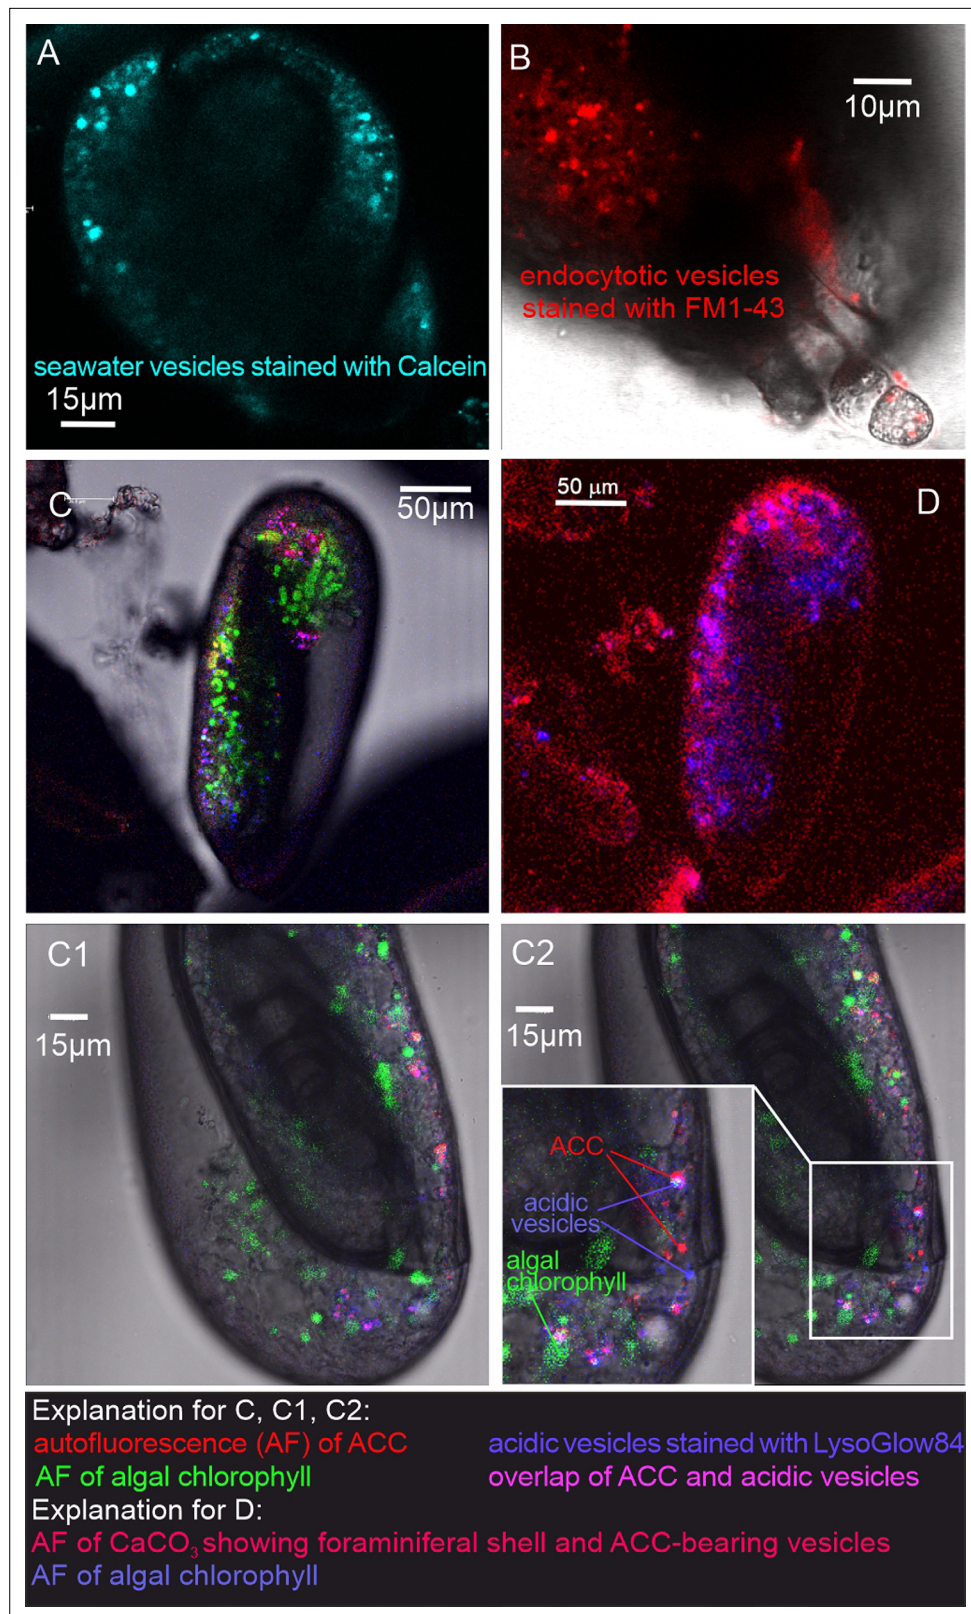 A
seawater vesicles stained with Calcein
15µm
B
10µm
endocytotic vesicles
stained with FM1-43
C
50µm
50 µm
D
C1
15µm
C2
15µm
ACC
acidic
vesicles
algal
chlorophyll
Explanation for C, C1, C2:
autofluorescence (AF) of ACC
acidic vesicles stained with LysoGlow84
AF of algal chlorophyll
overlap of ACC and acidic vesicles
Explanation for D:
AF of CaCO₃ showing foraminiferal shell and ACC-bearing vesicles
AF of algal chlorophyll